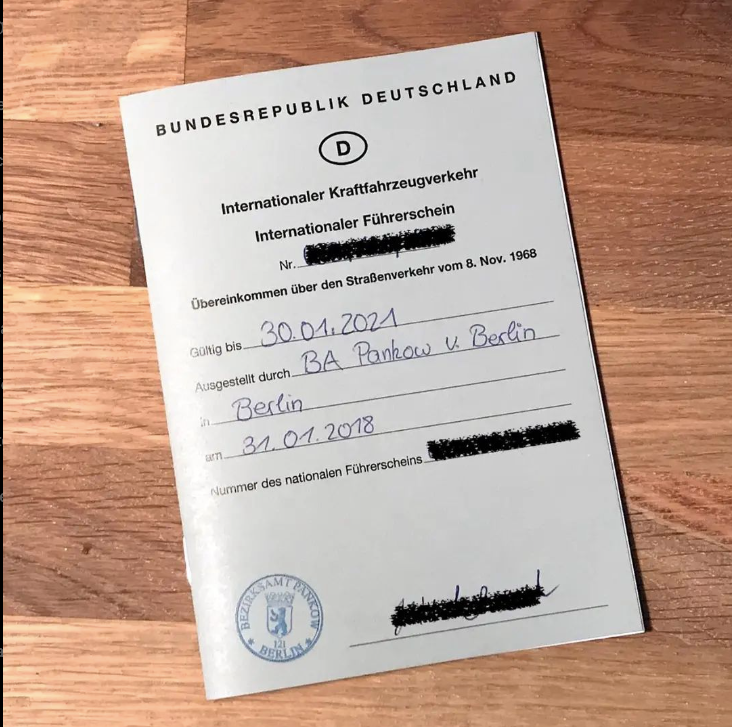 BUNDESREPUBLIK DEUTSCHLAND
D
Internationaler Kraftfahrzeugverkehr
Internationaler Führerschein
Nr.
Übereinkommen über den Straßenverkehr vom 8. Nov. 1968
Gültig bis 30.01.2021
Ausgestellt durch BA Pankow v. Berlin
in Berlin
am 31.01.2018
Nummer des nationalen Führerscheins
BEZIRKSAMT PANKOW
121
BERLIN